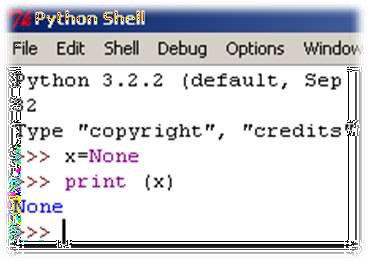 Python Shell
File Edit Shell Debug Options Window
Python 3.2.2 (default, Sep
32
Type "copyright", "credits"
>>> x=None
>>> print (x)
None
>>>